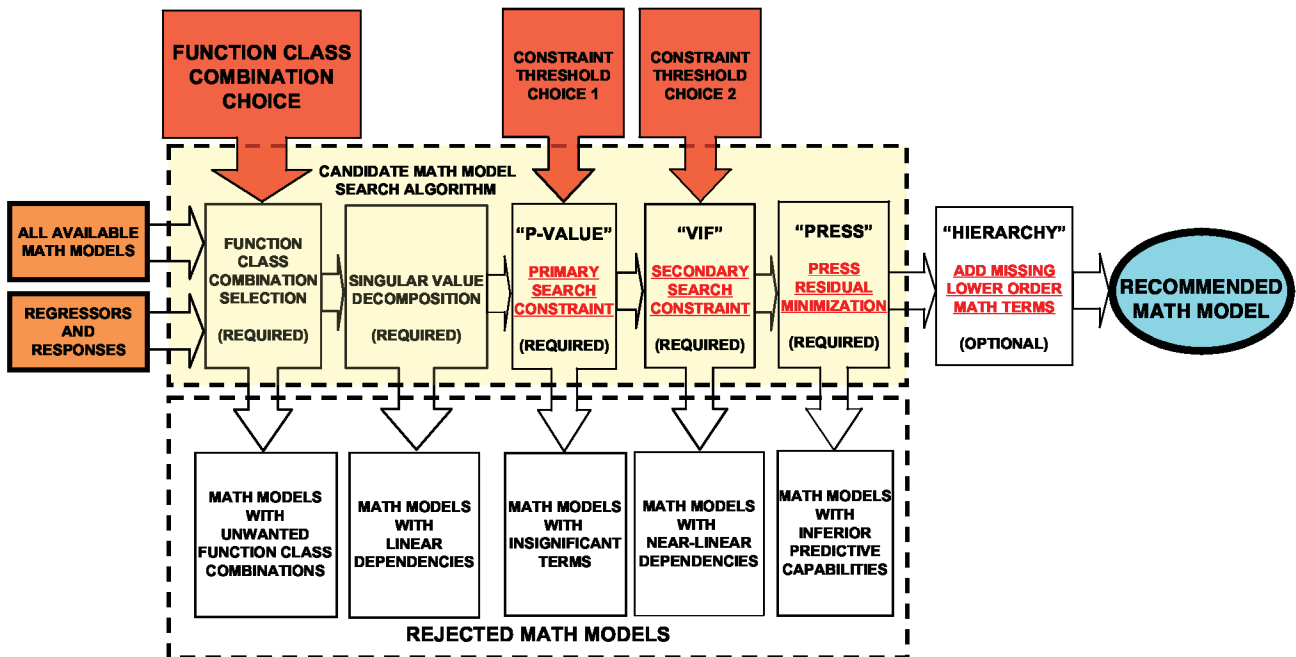 FUNCTION CLASS
COMBINATION
CHOICE
CONSTRAINT
THRESHOLD
CHOICE 1
CONSTRAINT
THRESHOLD
CHOICE 2
CANDIDATE MATH MODEL
SEARCH ALGORITHM
ALL AVAILABLE
MATH MODELS
REGRESSORS
AND
RESPONSES
FUNCTION
CLASS
COMBINATION
SELECTION
(REQUIRED)
SINGULAR VALUE
DECOMPOSITION
(REQUIRED)
“P-VALUE”
PRIMARY
SEARCH
CONSTRAINT
(REQUIRED)
“VIF”
SECONDARY
SEARCH
CONSTRAINT
(REQUIRED)
“PRESS”
PRESS
RESIDUAL
MINIMIZATION
(REQUIRED)
“HIERARCHY”
ADD MISSING
LOWER ORDER
MATH TERMS
(OPTIONAL)
RECOMMENDED
MATH MODEL
MATH MODELS
WITH
UNWANTED
FUNCTION CLASS
COMBINATIONS
MATH MODELS
WITH
LINEAR
DEPENDENCIES
MATH MODELS
WITH
INSIGNIFICANT
TERMS
MATH MODELS
WITH
NEAR-LINEAR
DEPENDENCIES
MATH MODELS
WITH
INFERIOR
PREDICTIVE
CAPABILITIES
REJECTED MATH MODELS